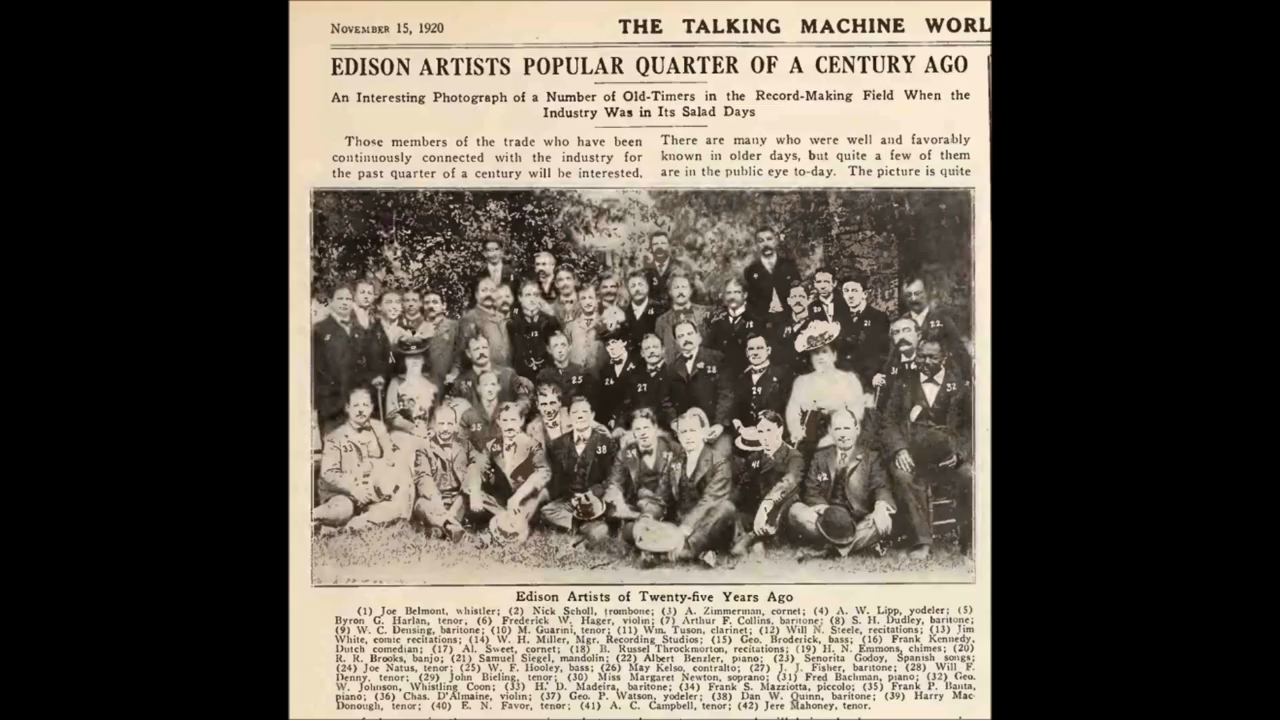 NOVEMBER 15, 1920
THE TALKING MACHINE WORL
EDISON ARTISTS POPULAR QUARTER OF A CENTURY AGO
An Interesting Photograph of a Number of Old-Timers in the Record-Making Field When the
Industry Was in Its Salad Days
Those members of the trade who have been
continuously connected with the industry for
the past quarter of a century will be interested,
There are many who were well and favorably
known in older days, but quite a few of them
are in the public eye to-day. The picture is quite
Edison Artists of Twenty-five Years Ago
(1) Joe Belmont, whistler; (2) Nick Scholl, trombone; (3) A. Zimmerman, cornet; (4) A. W. Lipp, yodeler; (5)
Byron G. Harlan, tenor; (6) Frederick W. Hager, violin; (7) Arthur F. Collins, baritone; (8) S. H. Dudley, baritone;
(9) W. C. Densing, baritone; (10) M. Guarini, tenor; (11) Wm. Tuson, clarinet; (12) Will N. Steele, recitations; (13) Jim
White, comic recitations; (14) W. H. Miller, Mgr. Recording Studios; (15) Geo. Broderick, bass; (16) Frank Kennedy,
Dutch comedian; (17) Al. Sweet, cornet; (18) B. Russel Throckmorton, recitations; (19) H. N. Emmons, chimes; (20)
R. R. Brooks, banjo; (21) Samuel Siegel, mandolin; (22) Albert Benzler, piano; (23) Senorita Godoy, Spanish songs;
(24) Joe Natus, tenor; (25) W. F. Hooley, bass; (26) May Kelso, contralto; (27) J. J. Fisher, baritone; (28) Will F.
Denny, tenor; (29) John Bieling, tenor; (30) Miss Margaret Newton, soprano; (31) Fred Bachman, piano; (32) Geo.
W. Johnson, Whistling Coon; (33) H. D. Madeira, baritone; (34) Frank S. Mazziotta, piccolo; (35) Frank P. Banta,
piano; (36) Chas. D'Almaine, violin; (37) Geo. P. Watson, yodeler; (38) Dan W. Quinn, baritone; (39) Harry Mac-
Donough, tenor; (40) E. N. Favor, tenor; (41) A. C. Campbell, tenor; (42) Jere Mahoney, tenor.